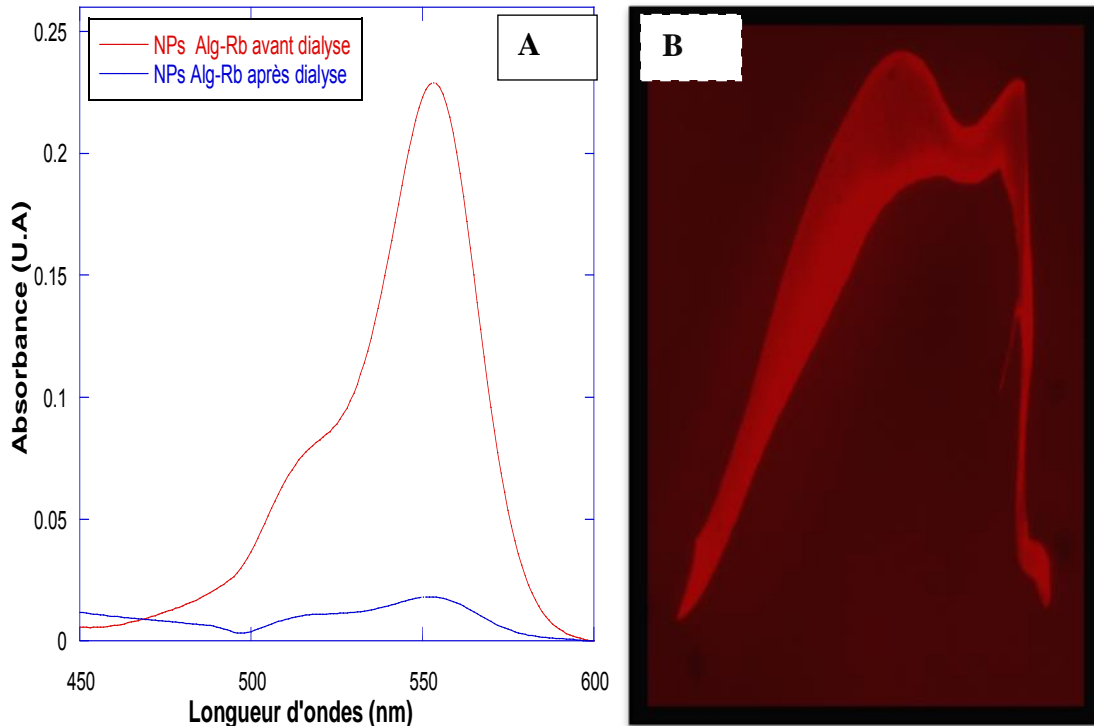 NPs Alg-Rb avant dialyse
NPs Alg-Rb après dialyse
A
B
0.25
0.2
0.15
0.1
0.05
0
Absorbance (U.A)
450
500
550
600
Longueur d'ondes (nm)